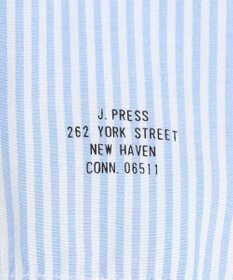 J. PRESS
262 YORK STREET
NEW HAVEN
CONN. 06511